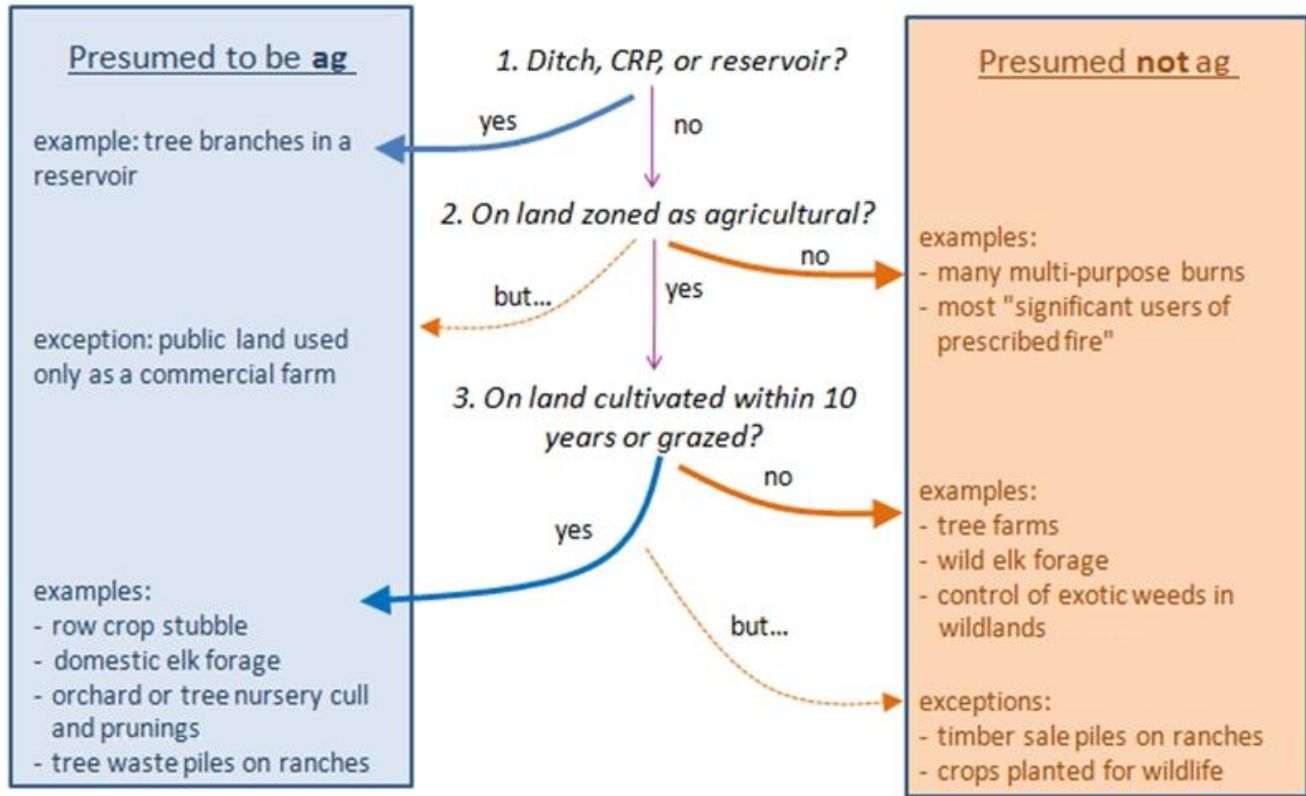 Presumed to be ag
example: tree branches in a
reservoir
exception: public land used
only as a commercial farm
examples:
- row crop stubble
- domestic elk forage
- orchard or tree nursery cull
and prunings
- tree waste piles on ranches
1. Ditch, CRP, or reservoir?
yes
no
2. On land zoned as agricultural?
but...
yes
no
3. On land cultivated within 10
years or grazed?
yes
no
but...
Presumed not ag
examples:
- many multi-purpose burns
- most "significant users of
prescribed fire"
examples:
- tree farms
- wild elk forage
- control of exotic weeds in
wildlands
exceptions:
- timber sale piles on ranches
- crops planted for wildlife